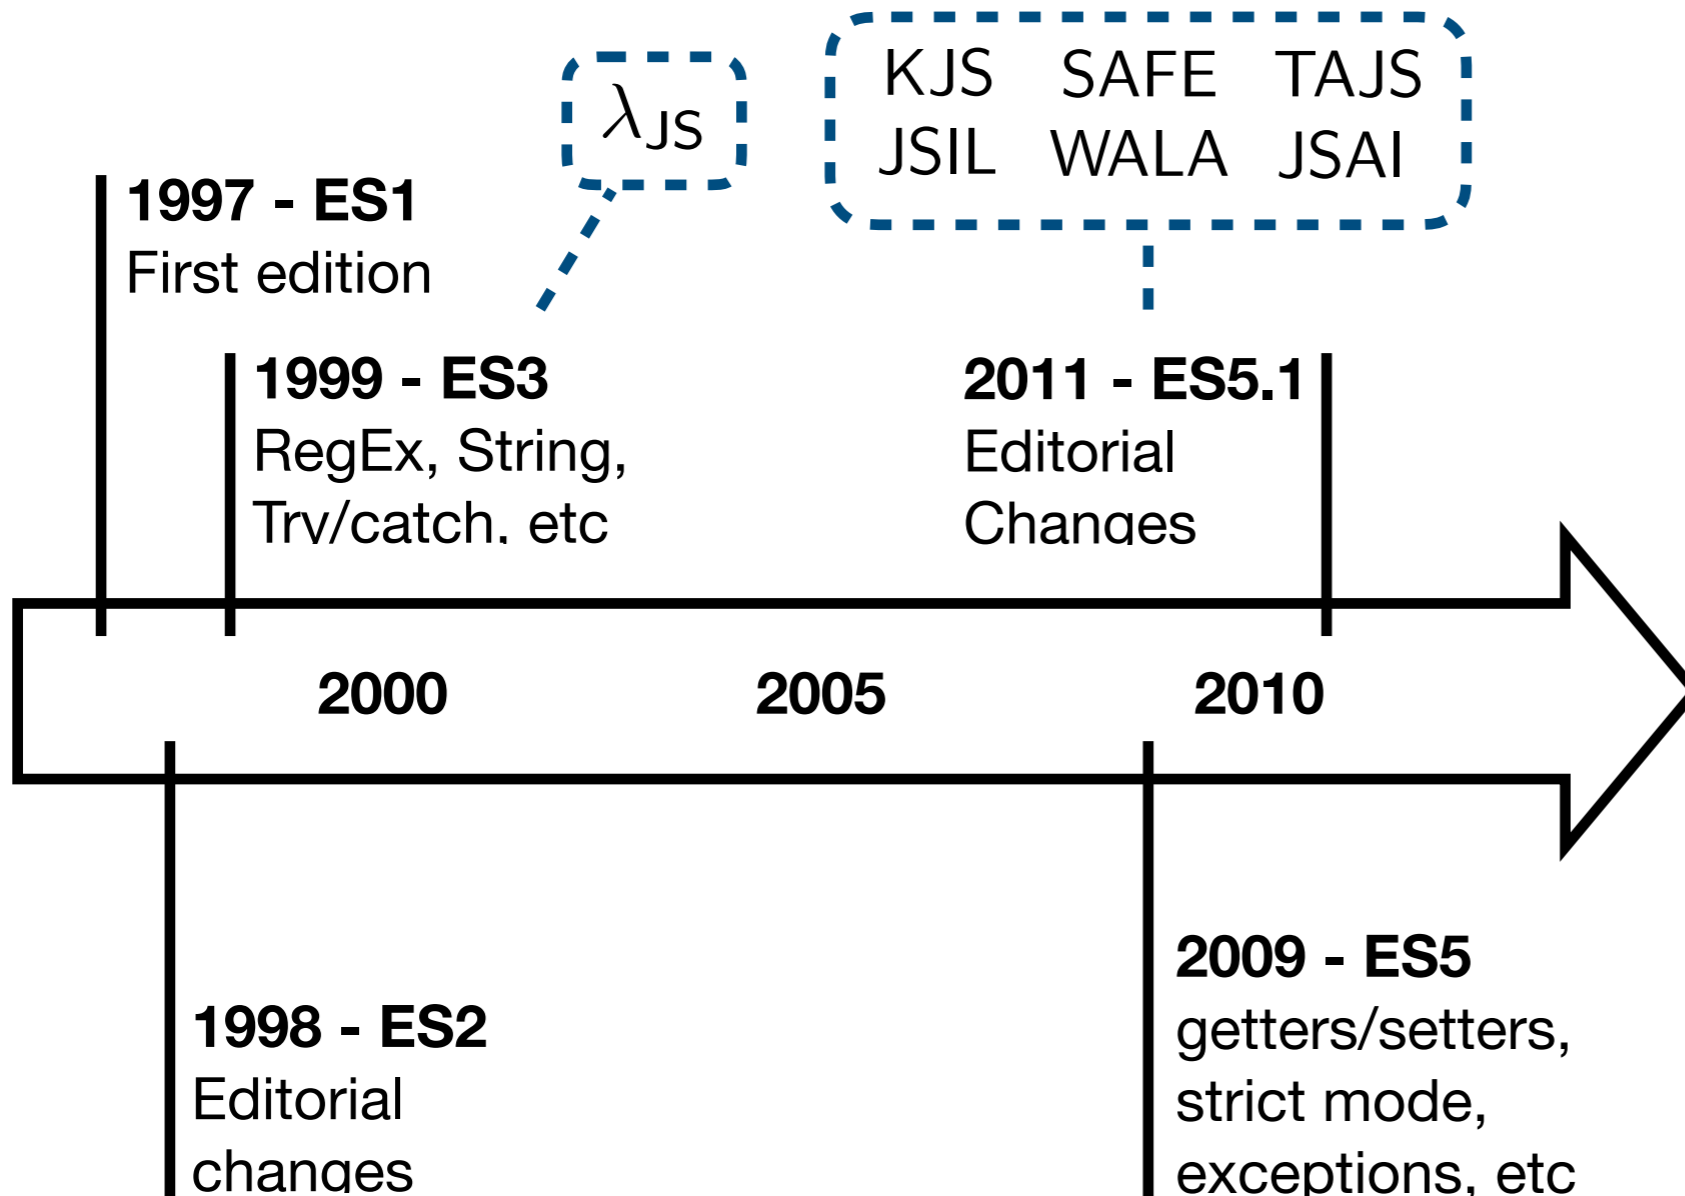 λJS
KJS SAFE TAJS
JSIL WALA JSAI
1997 - ES1
First edition
1999 - ES3
RegEx, String,
Try/catch, etc
2011 - ES5.1
Editorial
Changes
2000 2005 2010
1998 - ES2
Editorial
changes
2009 - ES5
getters/setters,
strict mode,
exceptions, etc